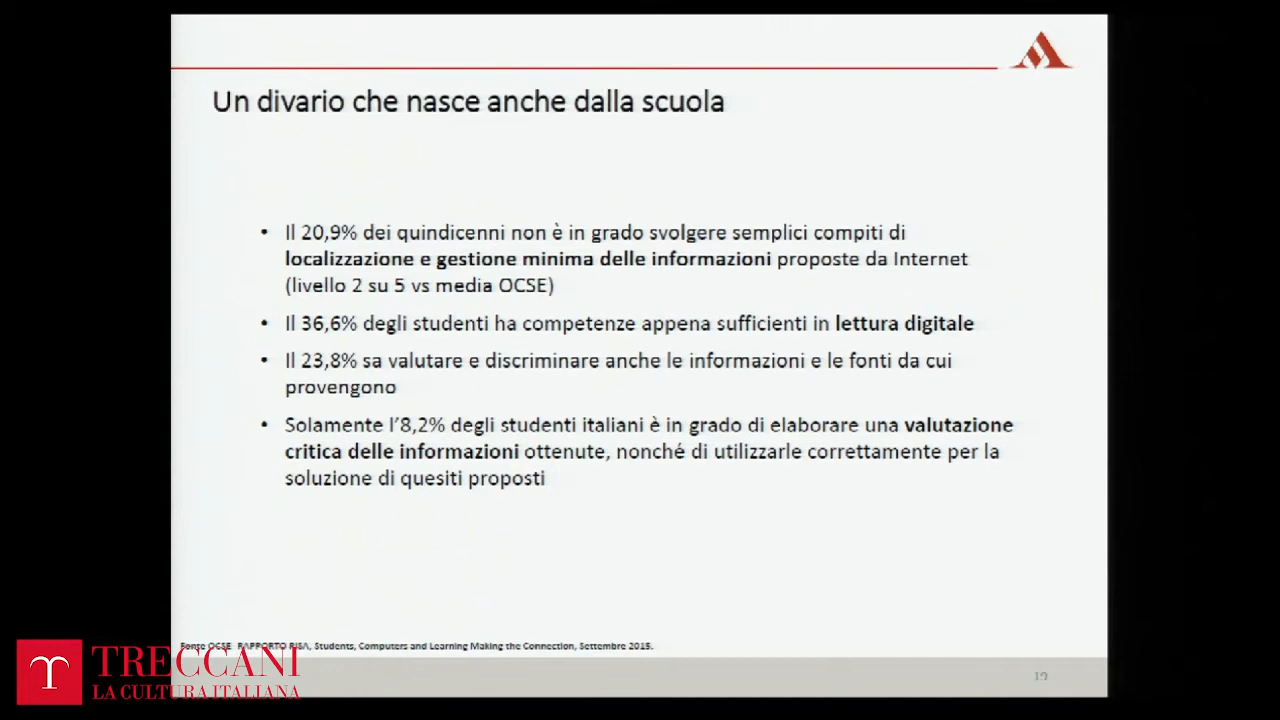 Un divario che nasce anche dalla scuola
• Il 20,9% dei quindicenni non è in grado svolgere semplici compiti di
localizzazione e gestione minima delle informazioni proposte da Internet
(livello 2 su 5 vs media OCSE)
• Il 36,6% degli studenti ha competenze appena sufficienti in lettura digitale
• Il 23,8% sa valutare e discriminare anche le informazioni e le fonti da cui
provengono
• Solamente l'8,2% degli studenti italiani è in grado di elaborare una valutazione
critica delle informazioni ottenute, nonché di utilizzarle correttamente per la
soluzione di quesiti proposti
Fonte OCSE RAPPORTO PISA, Students, Computers and Learning Making the Connection, Settembre 2015.
TRECCANI
LA CULTURA ITALIANA